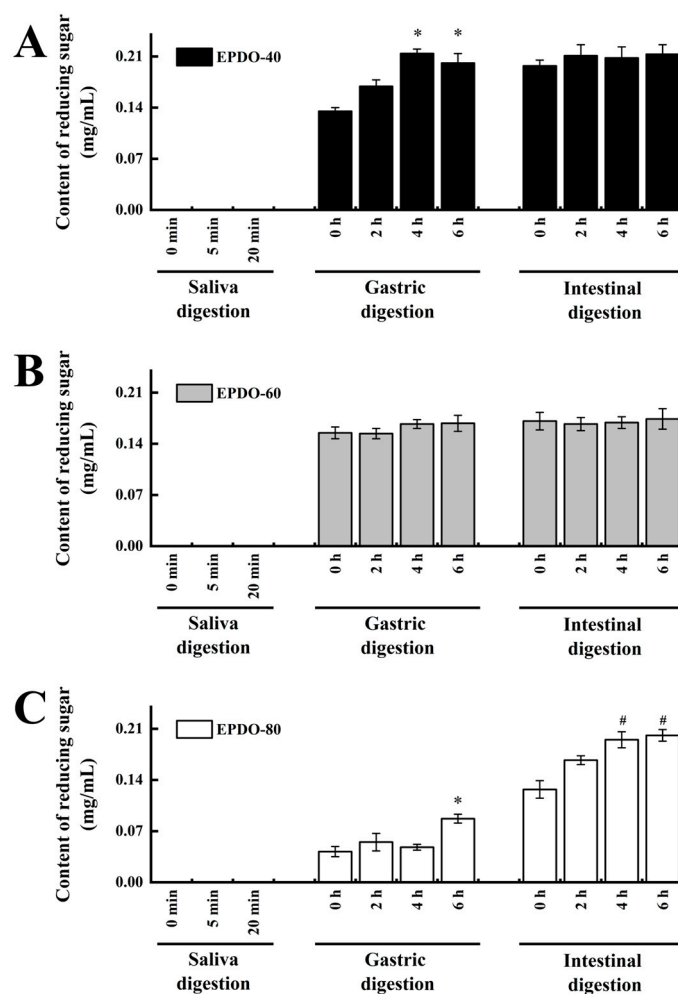 A
Content of reducing sugar
(mg/mL)
0.21
0.14
0.07
0.00
EPDO-40
* *
0 min 5 min 20 min 0 h 2 h 4 h 6 h 0 h 2 h 4 h 6 h
Saliva digestion
Gastric digestion
Intestinal digestion
B
Content of reducing sugar
(mg/mL)
0.21
0.14
0.07
0.00
EPDO-60
0 min 5 min 20 min 0 h 2 h 4 h 6 h 0 h 2 h 4 h 6 h
Saliva digestion
Gastric digestion
Intestinal digestion
C
Content of reducing sugar
(mg/mL)
0.21
0.14
0.07
0.00
EPDO-80
* # #
0 min 5 min 20 min 0 h 2 h 4 h 6 h 0 h 2 h 4 h 6 h
Saliva digestion
Gastric digestion
Intestinal digestion